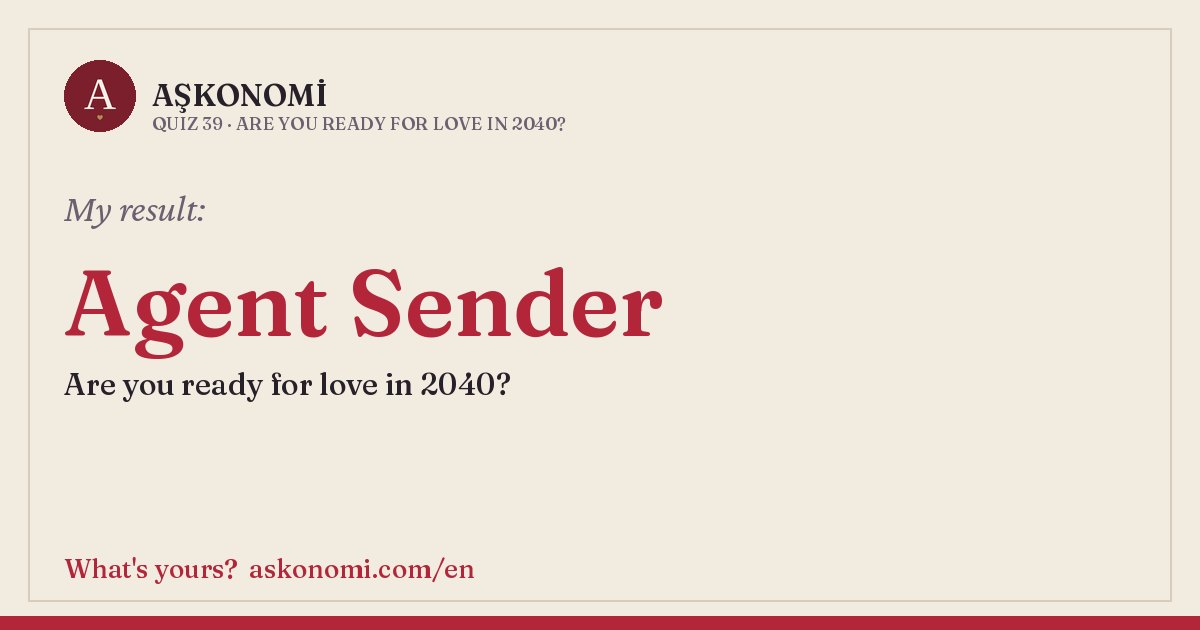 A
AŞKONOMİ
QUIZ 39 · ARE YOU READY FOR LOVE IN 2040?
My result:
Agent Sender
Are you ready for love in 2040?
What's yours? askonomi.com/en